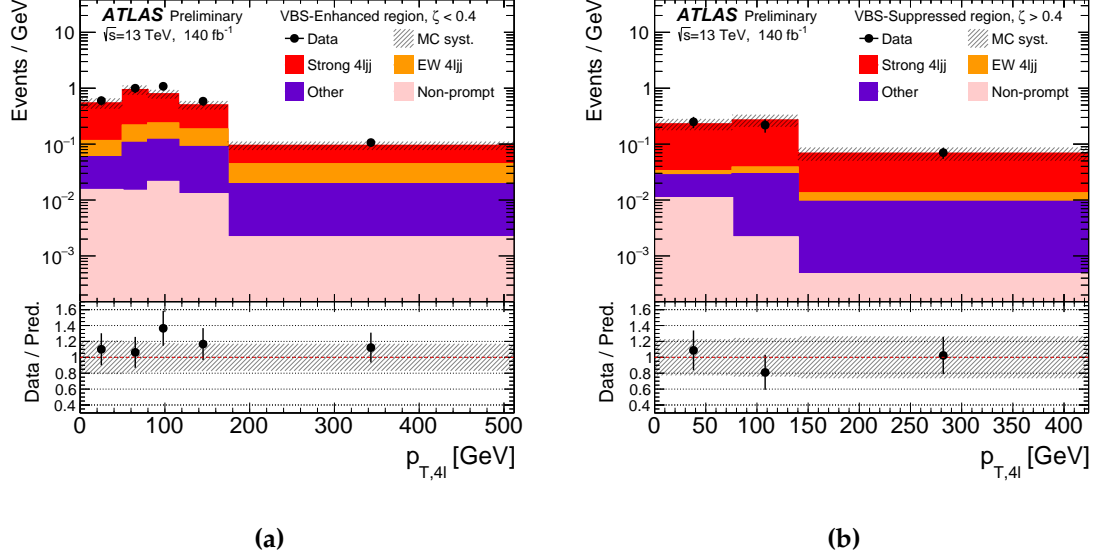 ATLAS Preliminary
√s=13 TeV, 140 fb⁻¹
VBS-Enhanced region, ζ < 0.4
Data
MC syst.
Strong 4ljj
EW 4ljj
Other
Non-prompt
Events / GeV
10
1
10⁻¹
10⁻²
10⁻³
Data / Pred.
1.6
1.4
1.2
1
0.8
0.6
0.4
0 100 200 300 400 500
p_T,4l [GeV]
(a)
ATLAS Preliminary
√s=13 TeV, 140 fb⁻¹
VBS-Suppressed region, ζ > 0.4
Data
MC syst.
Strong 4ljj
EW 4ljj
Other
Non-prompt
Events / GeV
10
1
10⁻¹
10⁻²
10⁻³
Data / Pred.
1.6
1.4
1.2
1
0.8
0.6
0.4
0 50 100 150 200 250 300 350 400
p_T,4l [GeV]
(b)